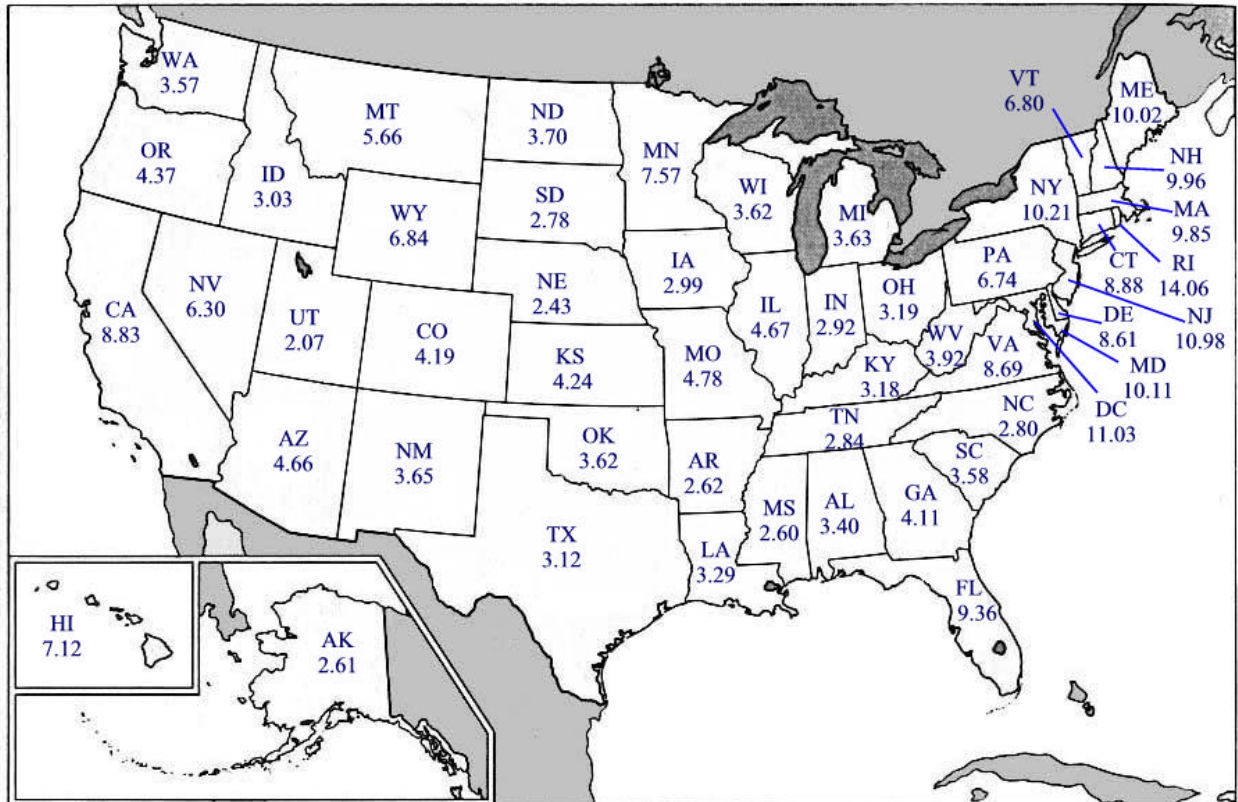 WA
3.57
MT
5.66
ND
3.70
MN
7.57
VT
6.80
ME
10.02
OR
4.37
ID
3.03
WY
6.84
SD
2.78
WI
3.62
MI
3.63
NY
10.21
NH
9.96
MA
9.85
CT
8.88
RI
14.06
NJ
10.98
CA
8.83
NV
6.30
UT
2.07
CO
4.19
NE
2.43
IA
2.99
IL
4.67
IN
2.92
OH
3.19
PA
6.74
DE
8.61
MD
10.11
DC
11.03
KS
4.24
MO
4.78
WV
3.92
VA
8.69
KY
3.18
AZ
4.66
NM
3.65
OK
3.62
AR
2.62
TN
2.84
NC
2.80
SC
3.58
TX
3.12
LA
3.29
MS
2.60
AL
3.40
GA
4.11
FL
9.36
HI
7.12
AK
2.61